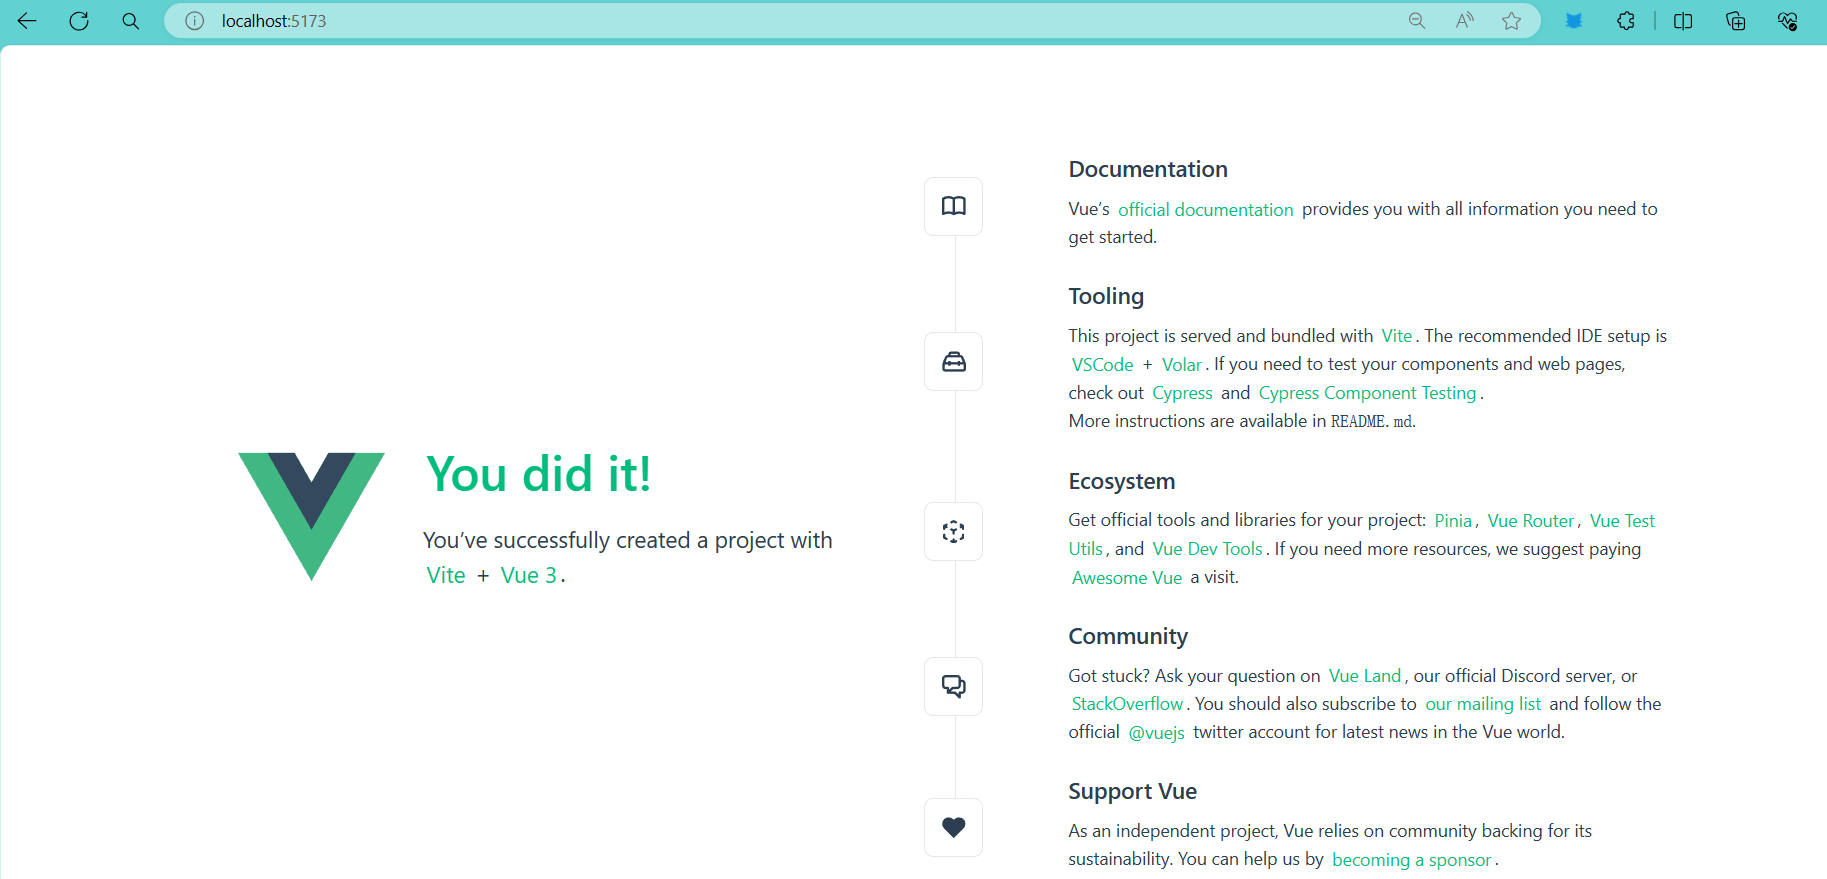 localhost:5173
You did it!
You’ve successfully created a project with
Vite + Vue 3.
Documentation
Vue’s official documentation provides you with all information you need to
get started.
Tooling
This project is served and bundled with Vite. The recommended IDE setup is
VSCode + Volar. If you need to test your components and web pages,
check out Cypress and Cypress Component Testing.
More instructions are available in README.md.
Ecosystem
Get official tools and libraries for your project: Pinia, Vue Router, Vue Test
Utils, and Vue Dev Tools. If you need more resources, we suggest paying
Awesome Vue a visit.
Community
Got stuck? Ask your question on Vue Land, our official Discord server, or
StackOverflow. You should also subscribe to our mailing list and follow the
official @vuejs twitter account for latest news in the Vue world.
Support Vue
As an independent project, Vue relies on community backing for its
sustainability. You can help us by becoming a sponsor.